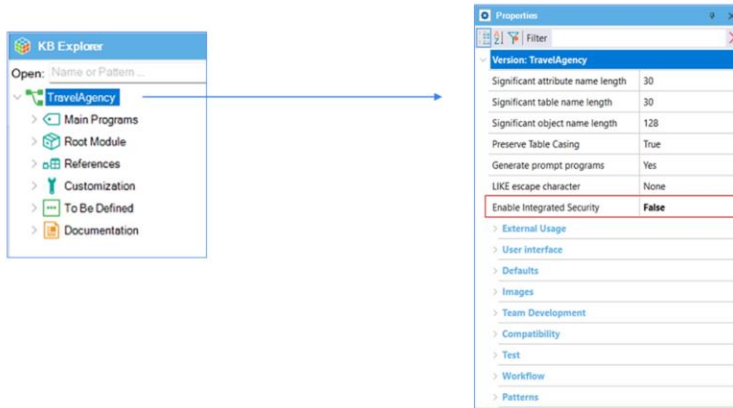 KB Explorer
Open: Name or Pattern...
TravelAgency
Main Programs
Root Module
References
Customization
To Be Defined
Documentation
Properties
Filter
Version: TravelAgency
Significant attribute name length 30
Significant table name length 30
Significant object name length 128
Preserve Table Casing True
Generate prompt programs Yes
LIKE escape character None
Enable Integrated Security False
External Usage
User interface
Defaults
Images
Team Development
Compatibility
Test
Workflow
Patterns